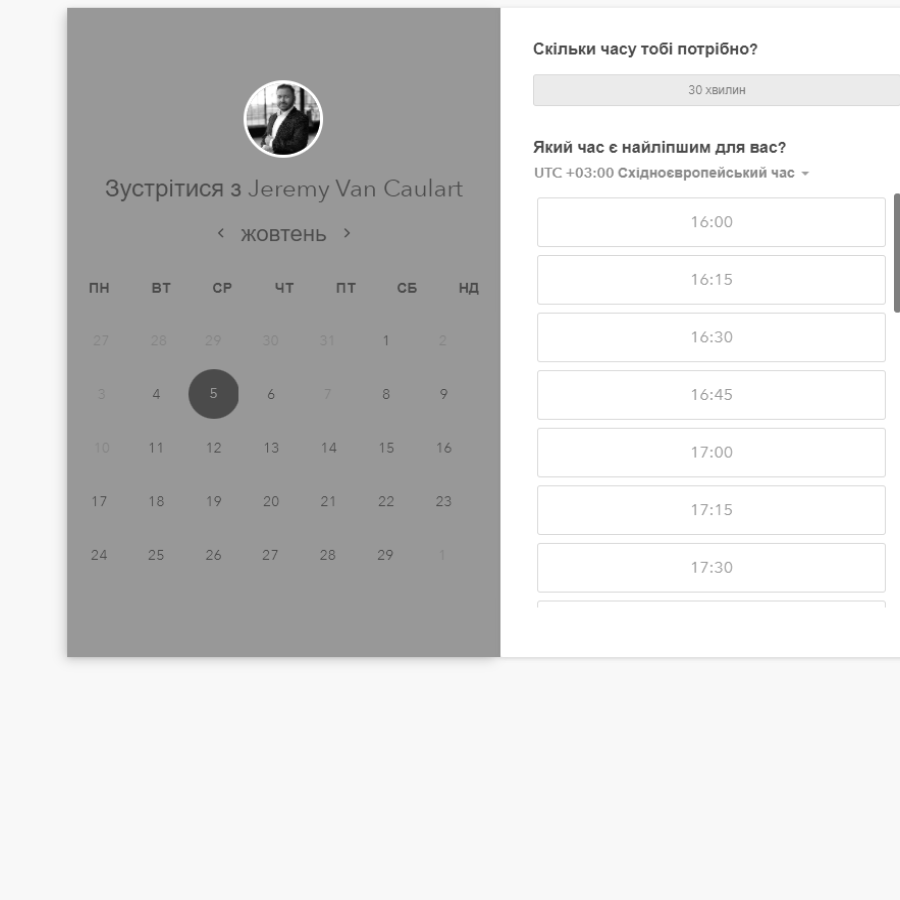 Зустрітися з Jeremy Van Caulart
жовтень
ПН ВТ СР ЧТ ПТ СБ НД
27 28 29 30 31 1 2
3 4 5 6 7 8 9
10 11 12 13 14 15 16
17 18 19 20 21 22 23
24 25 26 27 28 29 1
Скільки часу тобі потрібно?
30 хвилин
Який час є найліпшим для вас?
UTC +03:00 Східноєвропейський час
16:00
16:15
16:30
16:45
17:00
17:15
17:30